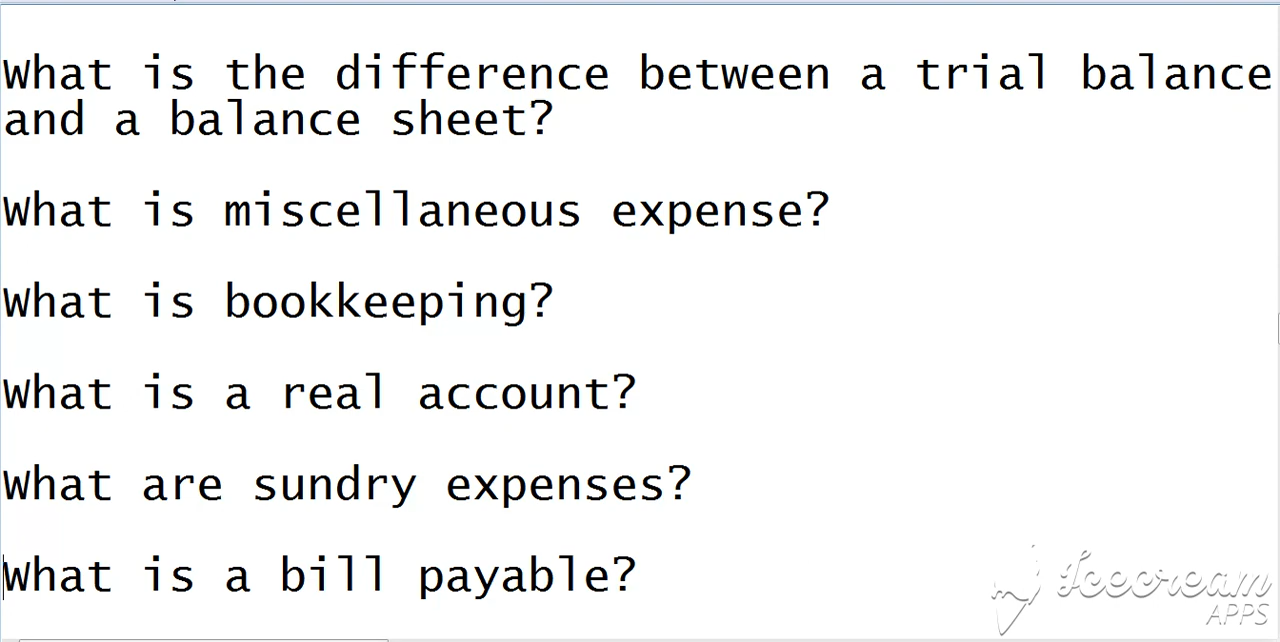 What is the difference between a trial balance
and a balance sheet?
What is miscellaneous expense?
What is bookkeeping?
What is a real account?
What are sundry expenses?
What is a bill payable?
Icecream
APPS